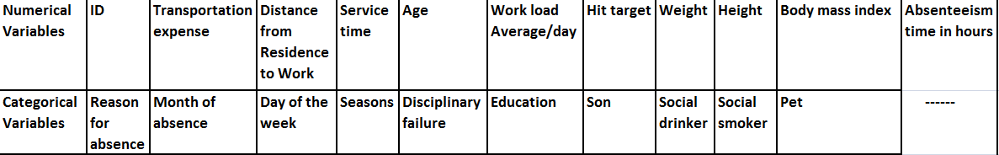 Numerical ID Transportation Distance Service Age Work load Hit target Weight Height Body mass index Absenteeism
Variables expense from time Average/day time in hours
Residence
to Work
Categorical Reason Month of Day of the Seasons Disciplinary Education Son Social Social Pet ------
Variables for absence week failure drinker smoker
absence